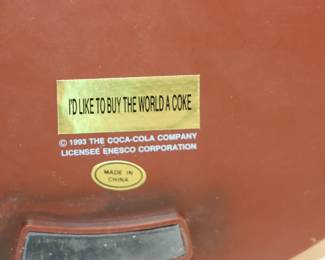 I'D LIKE TO BUY THE WORLD A COKE
© 1993 THE COCA-COLA COMPANY
LICENSEE ENESCO CORPORATION
MADE IN
CHINA